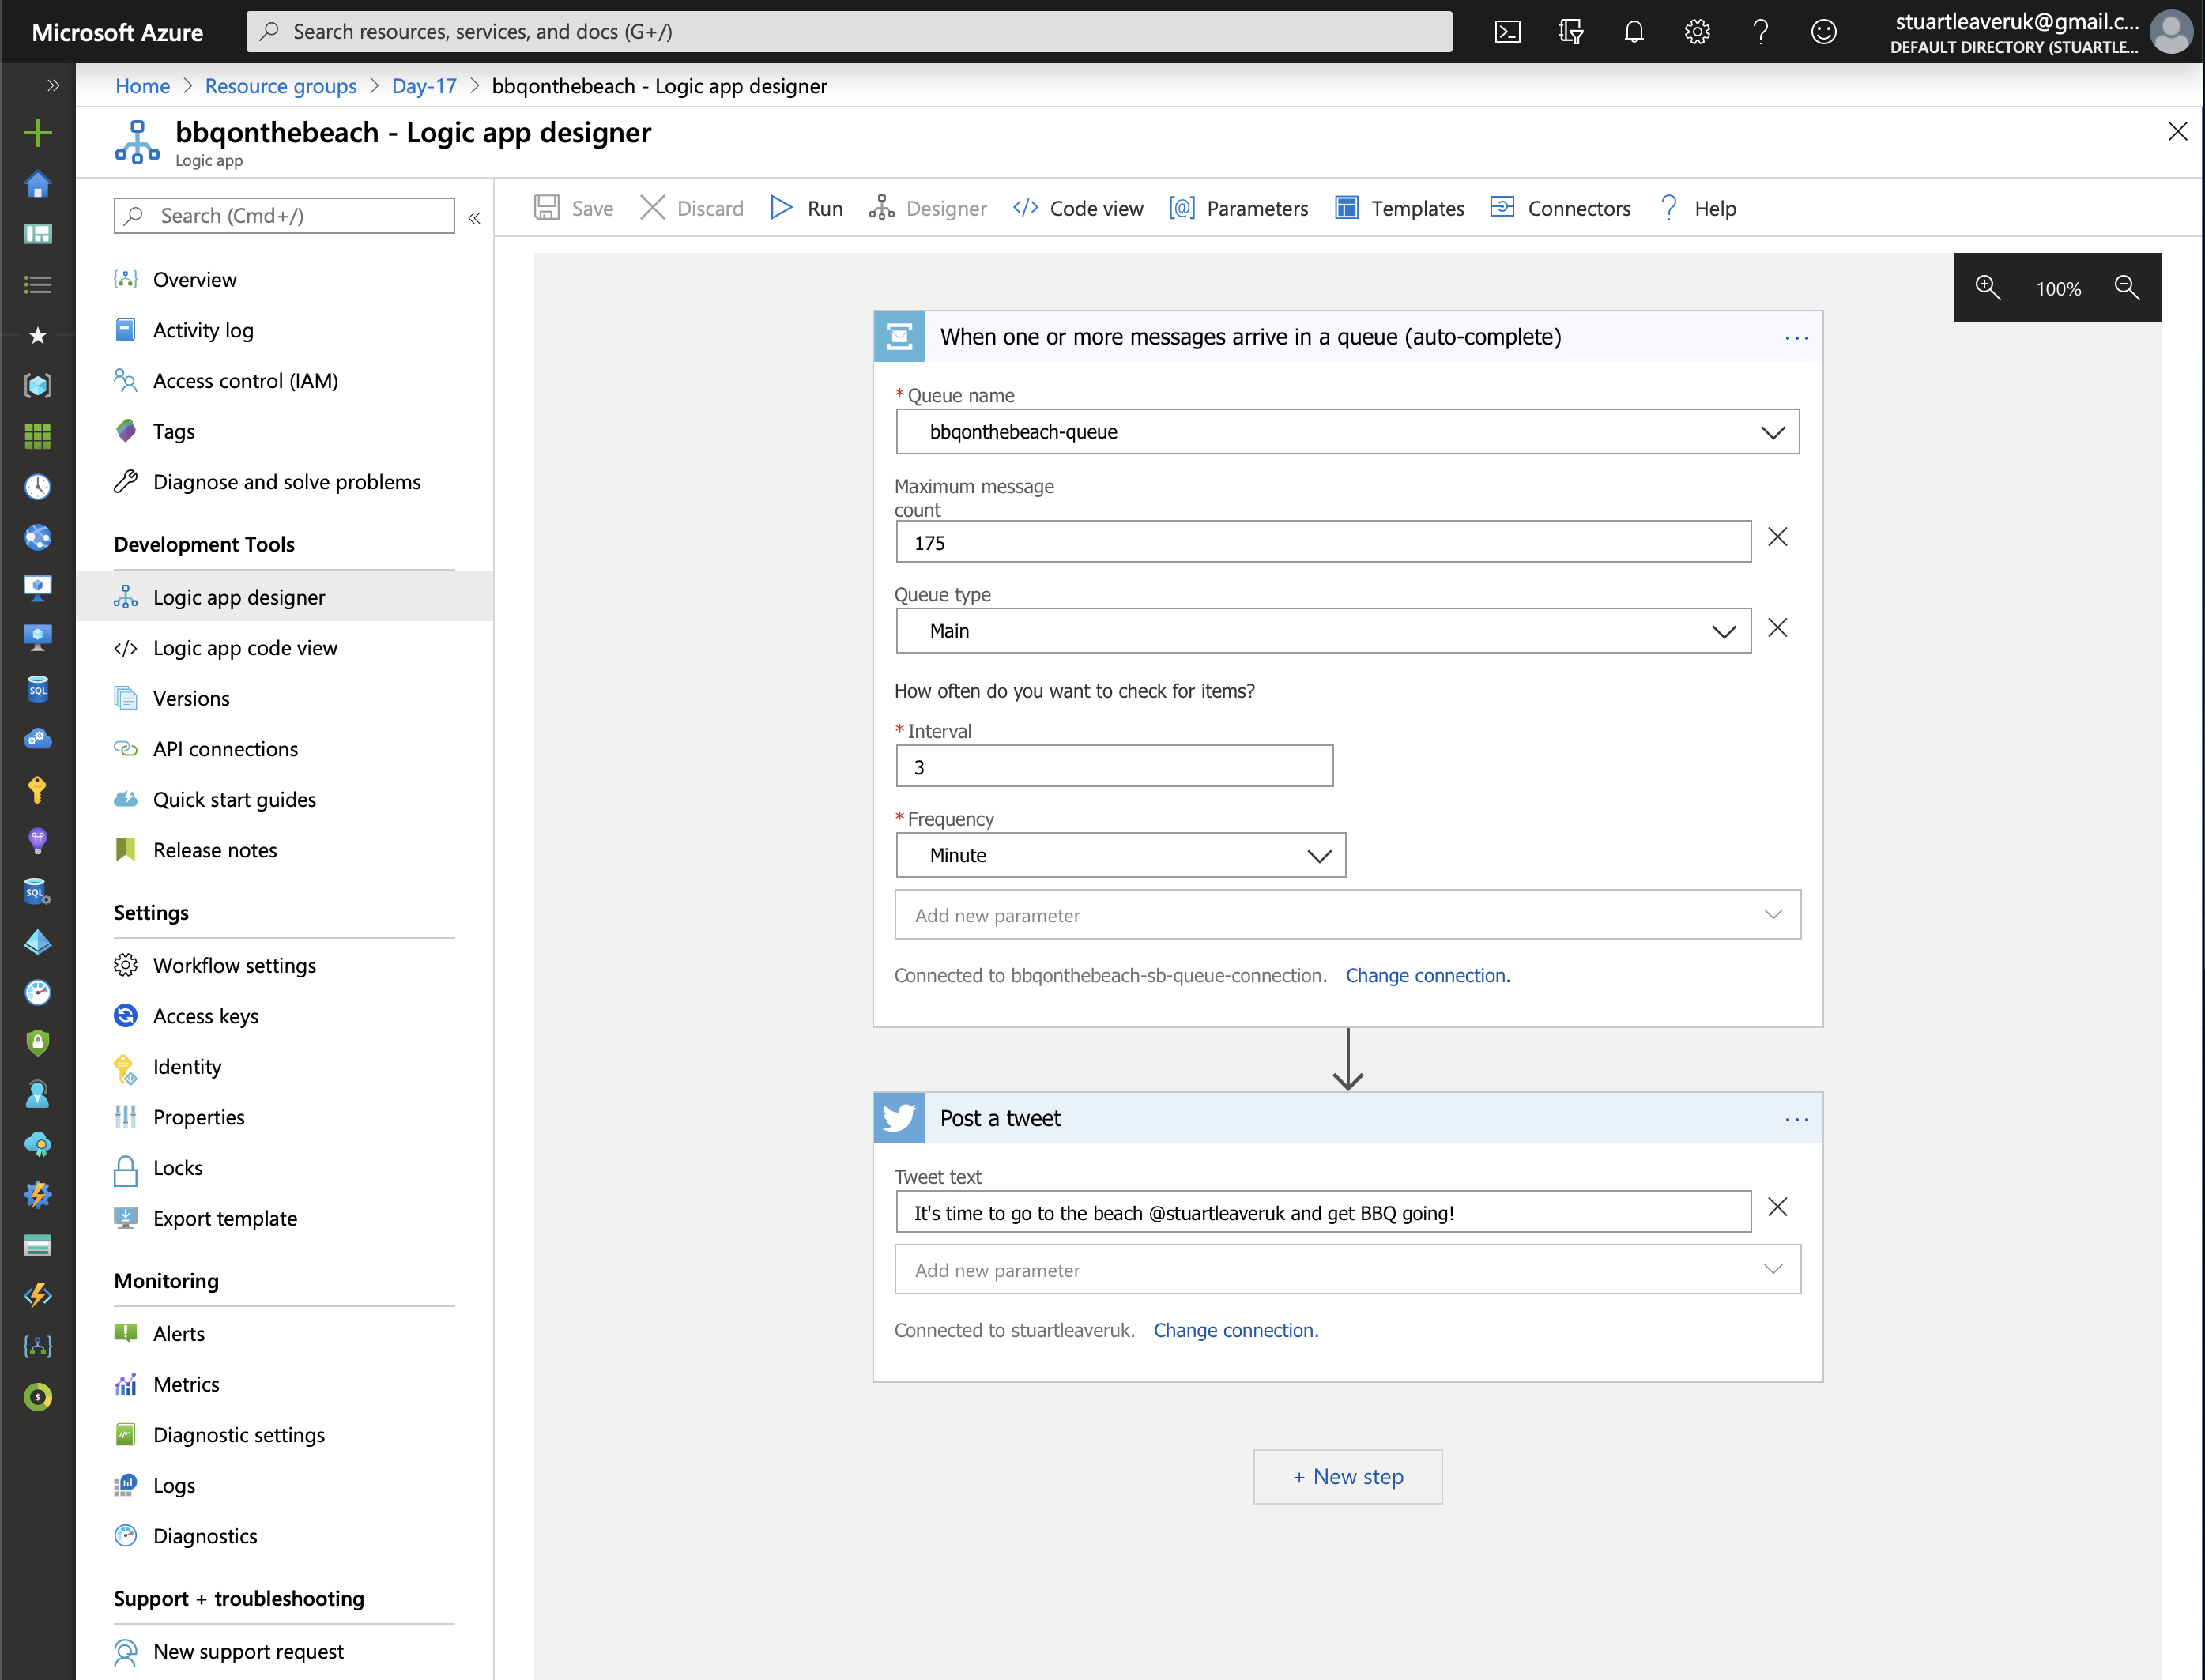 Microsoft Azure
Search resources, services, and docs (G+/)
stuartleaveruk@gmail.c...
DEFAULT DIRECTORY (STUARTLE...
Home > Resource groups > Day-17 > bbqonthebeach - Logic app designer
bbqonthebeach - Logic app designer
Logic app
Search (Cmd+/)
Overview
Activity log
Access control (IAM)
Tags
Diagnose and solve problems
Development Tools
Logic app designer
Logic app code view
Versions
API connections
Quick start guides
Release notes
Settings
Workflow settings
Access keys
Identity
Properties
Locks
Export template
Monitoring
Alerts
Metrics
Diagnostic settings
Logs
Diagnostics
Support + troubleshooting
New support request
Save Discard Run Designer Code view Parameters Templates Connectors Help
100%
When one or more messages arrive in a queue (auto-complete)
* Queue name
bbqonthebeach-queue
Maximum message
count
175
Queue type
Main
How often do you want to check for items?
* Interval
3
* Frequency
Minute
Add new parameter
Connected to bbqonthebeach-sb-queue-connection. Change connection.
Post a tweet
Tweet text
It's time to go to the beach @stuartleaveruk and get BBQ going!
Add new parameter
Connected to stuartleaveruk. Change connection.
+ New step
SQL
SQL